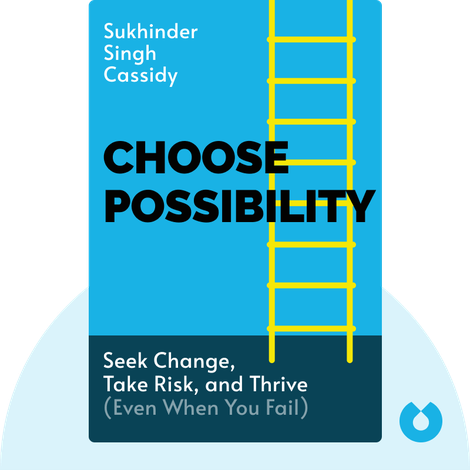 Sukhinder
Singh
Cassidy
CHOOSE
POSSIBILITY
Seek Change,
Take Risk, and Thrive
(Even When You Fail)